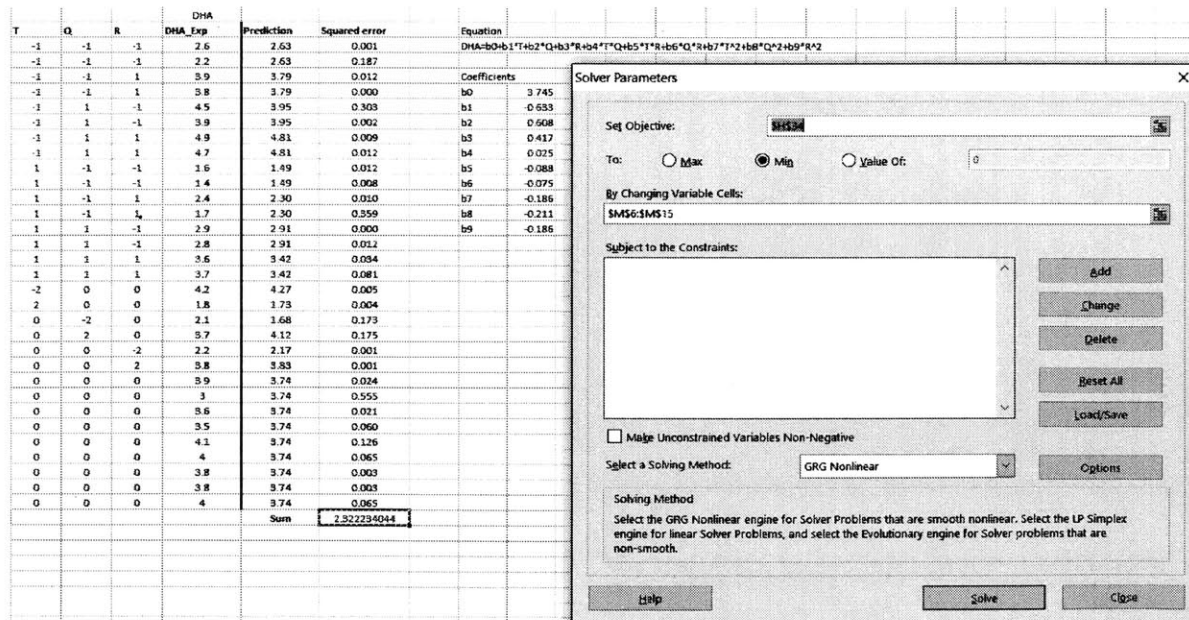 DHA
T Q R DHA_Exp Prediction Squared error Equation
-1 -1 -1 2.6 2.63 0.001 DHA=b0+b1*T+b2*Q+b3*R+b4*T*Q+b5*T*R+b6*Q*R+b7*T^2+b8*Q^2+b9*R^2
-1 -1 -1 2.2 2.63 0.187
-1 -1 1 3.9 3.79 0.012 Coefficients
-1 -1 1 3.8 3.79 0.000 b0 3.745
-1 1 -1 4.5 3.95 0.303 b1 -0.633
-1 1 -1 3.9 3.95 0.002 b2 0.608
-1 1 1 4.9 4.81 0.009 b3 0.417
-1 1 1 4.7 4.81 0.012 b4 0.025
1 -1 -1 1.6 1.49 0.012 b5 -0.088
1 -1 -1 1.4 1.49 0.008 b6 -0.075
1 -1 1 2.4 2.30 0.010 b7 -0.186
1 -1 1 1.7 2.30 0.359 b8 -0.211
1 1 -1 2.9 2.91 0.000 b9 -0.186
1 1 -1 2.8 2.91 0.012
1 1 1 3.6 3.42 0.034
1 1 1 3.7 3.42 0.081
-2 0 0 4.2 4.27 0.005
2 0 0 1.8 1.73 0.004
0 -2 0 2.1 1.68 0.173
0 2 0 3.7 4.12 0.175
0 0 -2 2.2 2.17 0.001
0 0 2 3.8 3.83 0.001
0 0 0 3.9 3.74 0.024
0 0 0 3 3.74 0.555
0 0 0 3.6 3.74 0.021
0 0 0 3.5 3.74 0.060
0 0 0 4.1 3.74 0.126
0 0 0 4 3.74 0.065
0 0 0 3.8 3.74 0.003
0 0 0 3.8 3.74 0.003
0 0 0 4 3.74 0.065
Sum 2.322234044
Solver Parameters
Set Objective: $H$34
To: Max Min Value Of: 0
By Changing Variable Cells:
$M$6:$M$15
Subject to the Constraints:
Add
Change
Delete
Reset All
Load/Save
Make Unconstrained Variables Non-Negative
Select a Solving Method: GRG Nonlinear Options
Solving Method
Select the GRG Nonlinear engine for Solver Problems that are smooth nonlinear. Select the LP Simplex
engine for linear Solver Problems, and select the Evolutionary engine for Solver problems that are
non-smooth.
Help Solve Close